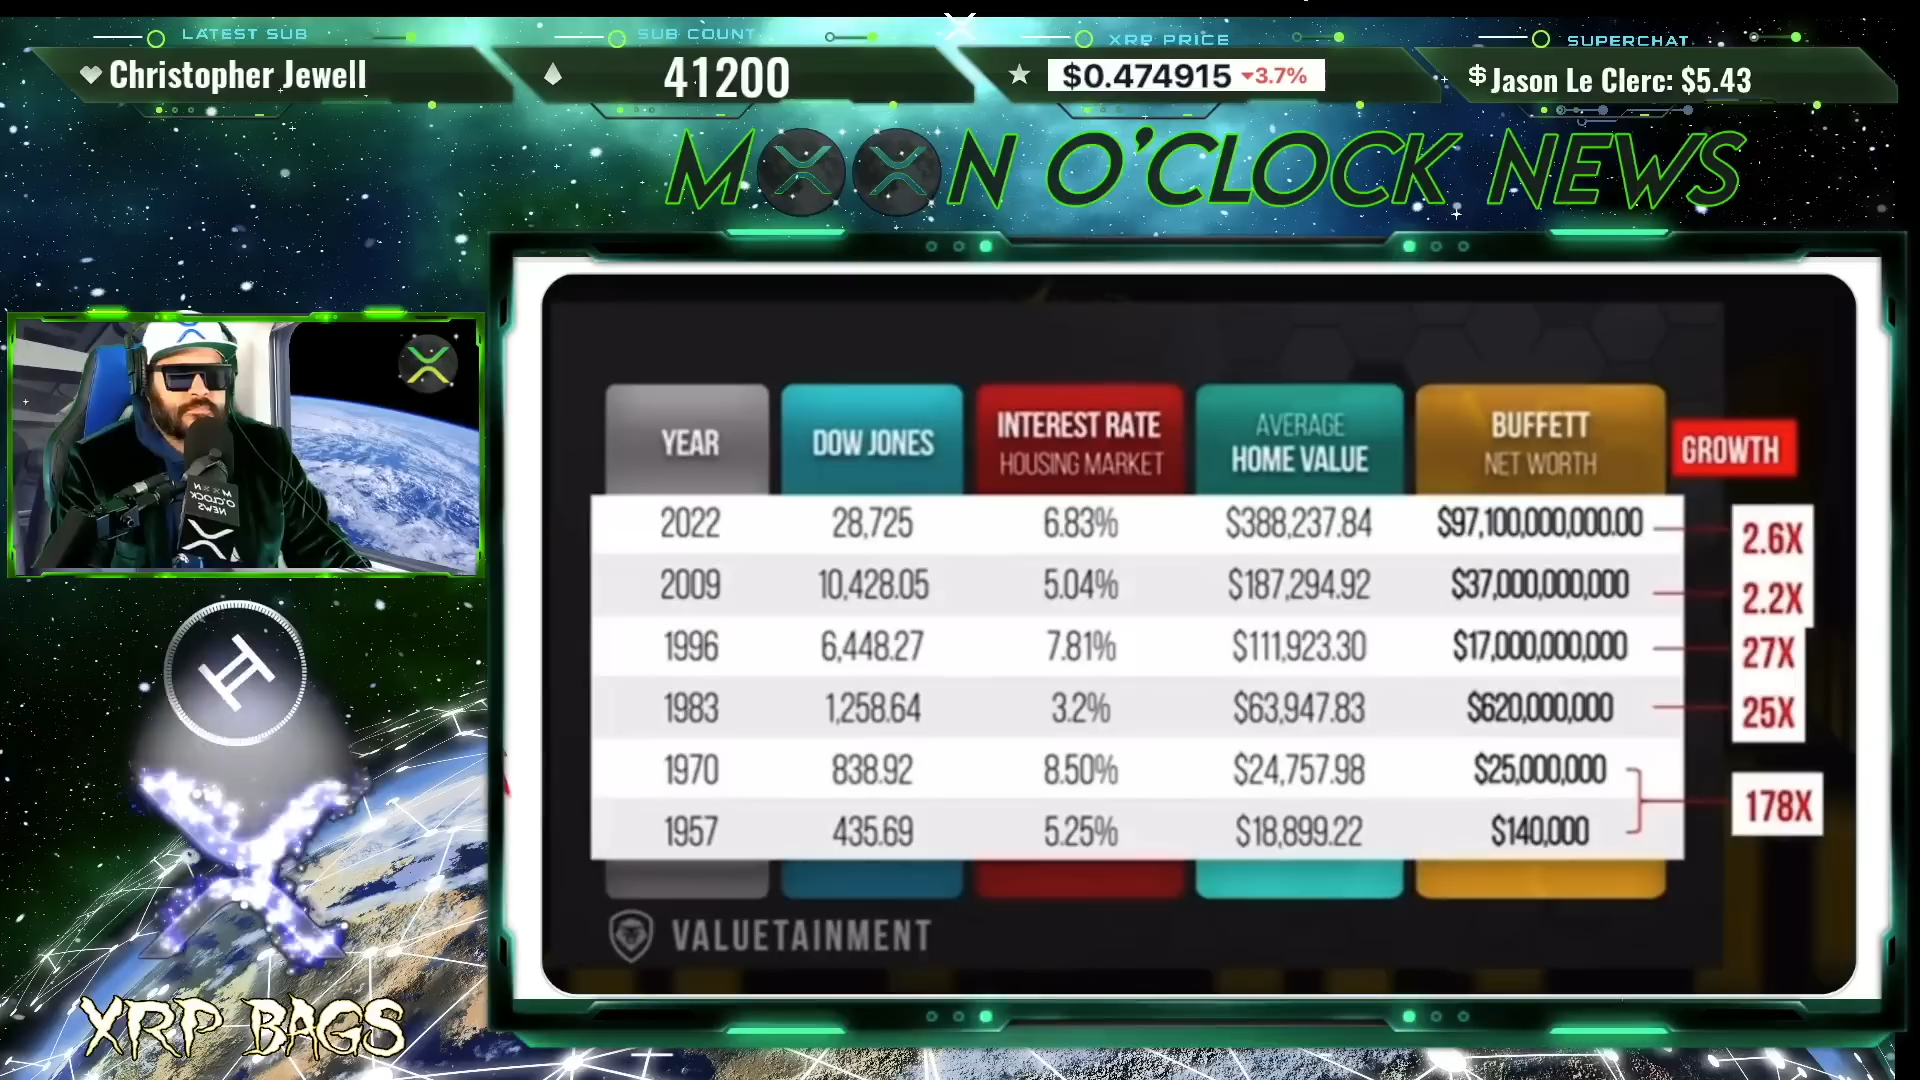 LATEST SUB
Christopher Jewell
SUB COUNT
41200
XRP PRICE
$0.474915 ▾3.7%
SUPERCHAT
$ Jason Le Clerc: $5.43
MOON O'CLOCK NEWS
YEAR
DOW JONES
INTEREST RATE
HOUSING MARKET
AVERAGE
HOME VALUE
BUFFETT
NET WORTH
GROWTH
2022 28,725 6.83% $388,237.84 $97,100,000,000.00 2.6X
2009 10,428.05 5.04% $187,294.92 $37,000,000,000 2.2X
1996 6,448.27 7.81% $111,923.30 $17,000,000,000 27X
1983 1,258.64 3.2% $63,947.83 $620,000,000 25X
1970 838.92 8.50% $24,757.98 $25,000,000
178X
1957 435.69 5.25% $18,899.22 $140,000
VALUETAINMENT
MOON
O'CLOCK
NEWS
XRP BAGS